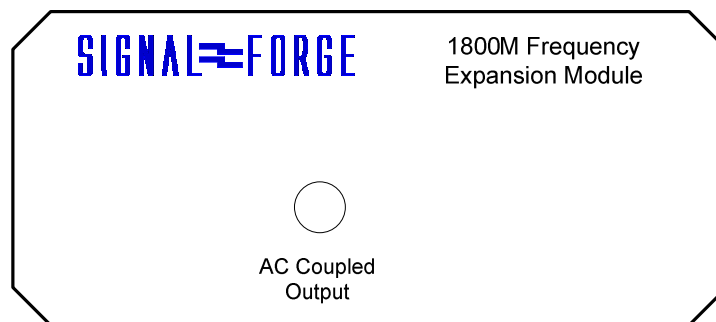 SIGNAL FORGE
1800M Frequency
Expansion Module
AC Coupled
Output